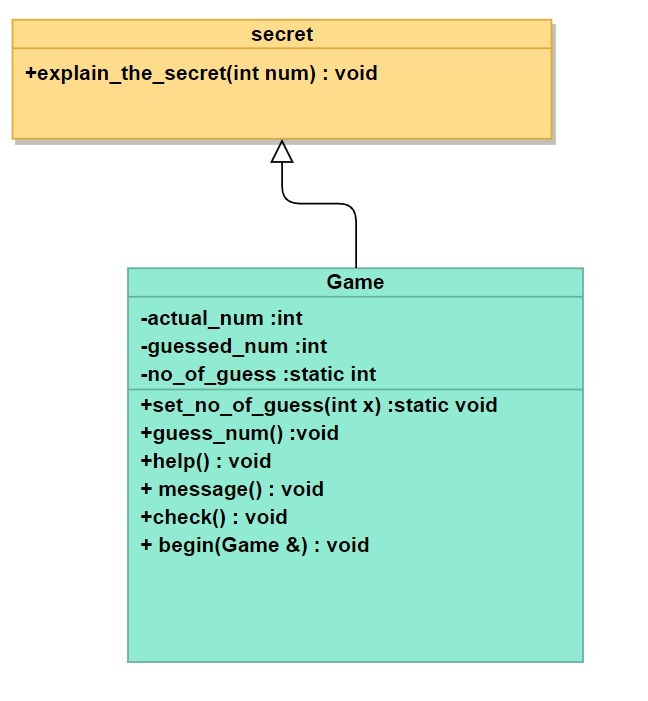 secret
+explain_the_secret(int num) : void
Game
-actual_num :int
-guessed_num :int
-no_of_guess :static int
+set_no_of_guess(int x) :static void
+guess_num() :void
+help() : void
+ message() : void
+check() : void
+ begin(Game &) : void